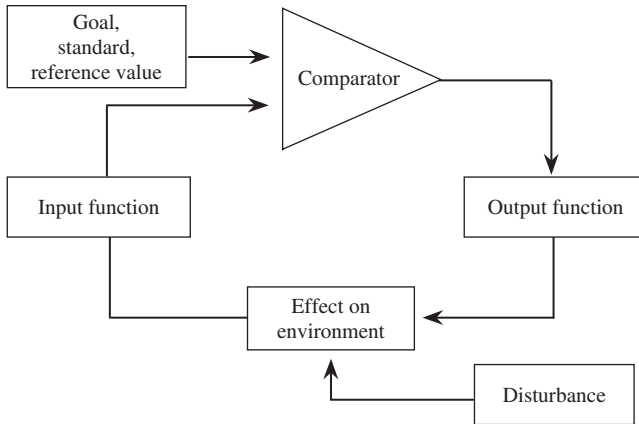 Goal,
standard,
reference value
Comparator
Input function
Output function
Effect on
environment
Disturbance